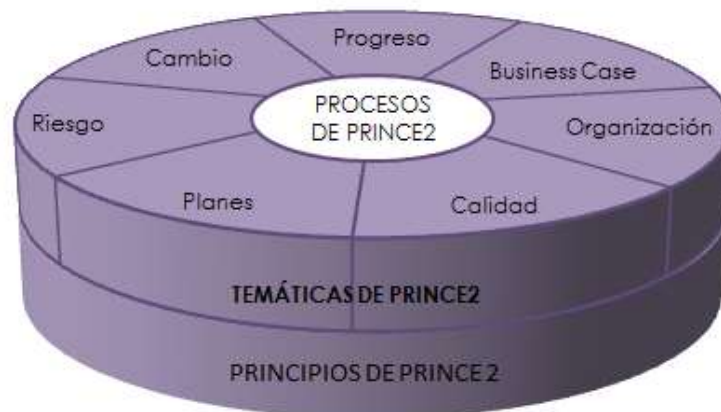 Progreso
Cambio
Business Case
PROCESOS
DE PRINCE2
Riesgo
Organización
Planes
Calidad
TEMÁTICAS DE PRINCE2
PRINCIPIOS DE PRINCE 2